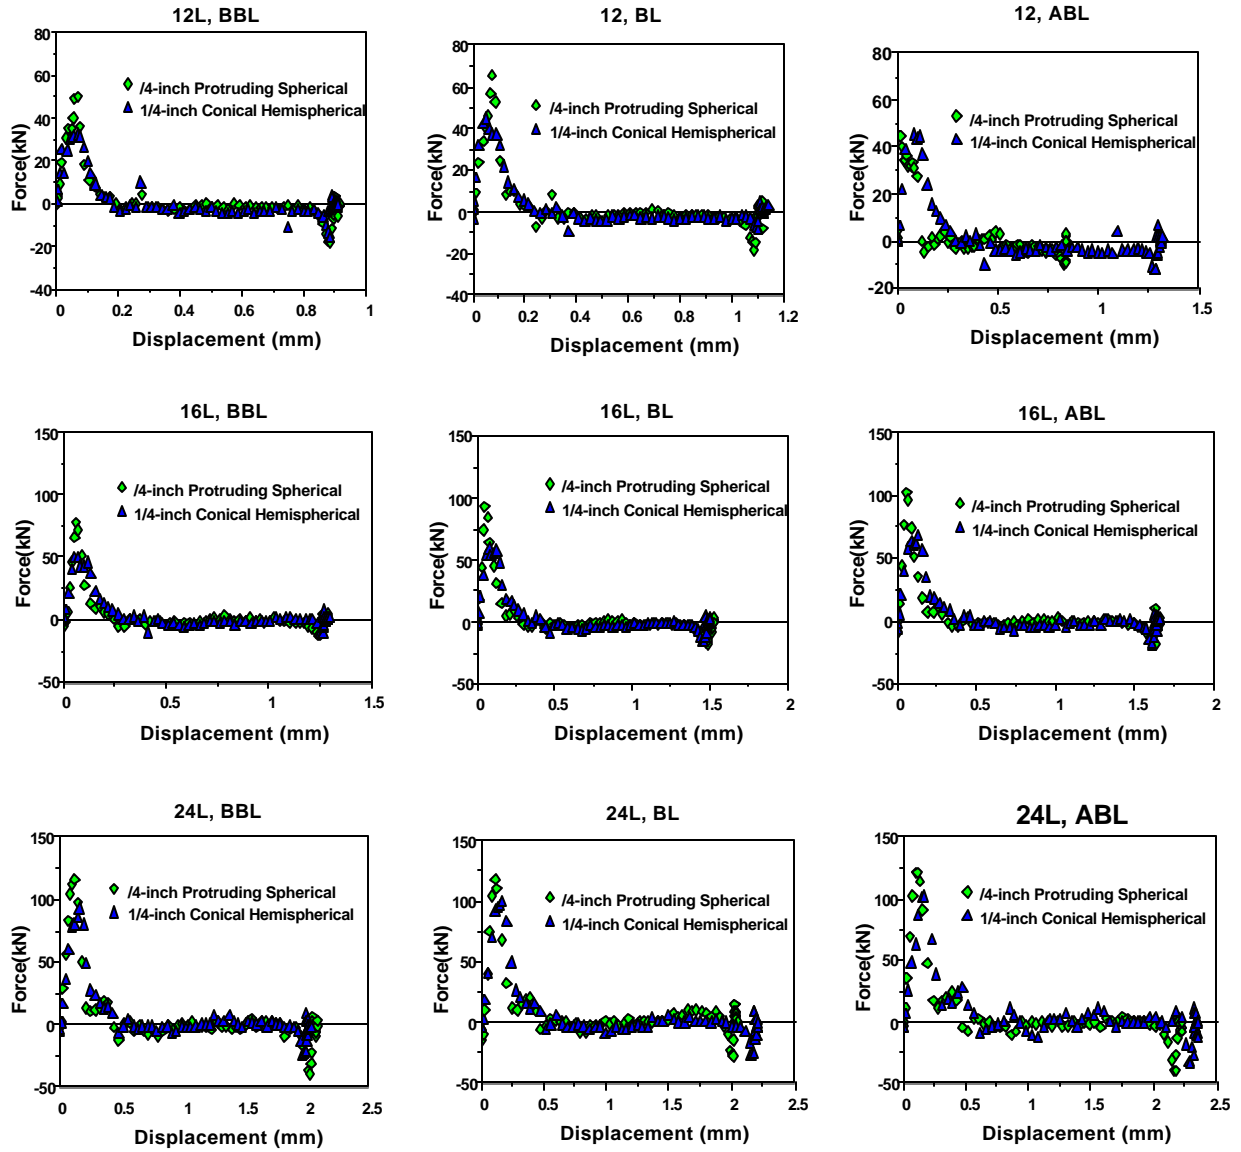 12L, BBL
80
60
40
20
0
-20
-40
Force(kN)
/4-inch Protruding Spherical
1/4-inch Conical Hemispherical
0 0.2 0.4 0.6 0.8 1
Displacement (mm)
12, BL
80
60
40
20
0
-20
-40
Force(kN)
/4-inch Protruding Spherical
1/4-inch Conical Hemispherical
0 0.2 0.4 0.6 0.8 1 1.2
Displacement (mm)
12, ABL
80
60
40
20
0
-20
Force(kN)
/4-inch Protruding Spherical
1/4-inch Conical Hemispherical
0 0.5 1 1.5
Displacement (mm)
16L, BBL
150
100
50
0
-50
Force(kN)
/4-inch Protruding Spherical
1/4-inch Conical Hemispherical
0 0.5 1 1.5
Displacement (mm)
16L, BL
150
100
50
0
-50
Force(kN)
/4-inch Protruding Spherical
1/4-inch Conical Hemispherical
0 0.5 1 1.5 2
Displacement (mm)
16L, ABL
150
100
50
0
-50
Force(kN)
/4-inch Protruding Spherical
1/4-inch Conical Hemispherical
0 0.5 1 1.5 2
Displacement (mm)
24L, BBL
150
100
50
0
-50
Force(kN)
/4-inch Protruding Spherical
1/4-inch Conical Hemispherical
0 0.5 1 1.5 2 2.5
Displacement (mm)
24L, BL
150
100
50
0
-50
Force(kN)
/4-inch Protruding Spherical
1/4-inch Conical Hemispherical
0 0.5 1 1.5 2 2.5
Displacement (mm)
24L, ABL
150
100
50
0
-50
Force(kN)
/4-inch Protruding Spherical
1/4-inch Conical Hemispherical
0 0.5 1 1.5 2 2.5
Displacement (mm)